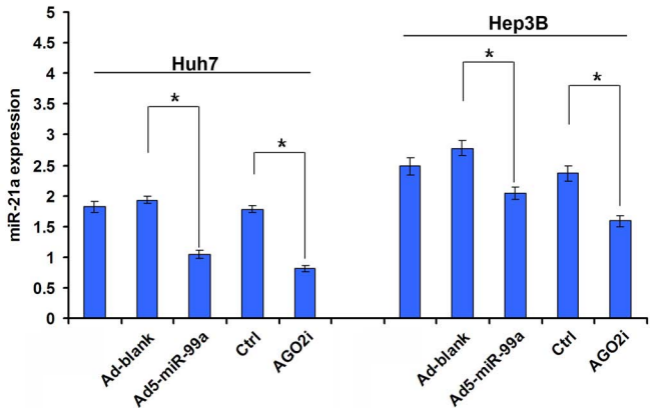 Hep3B
Huh7
miR-21a expression
5
4.5
4
3.5
3
2.5
2
1.5
1
0.5
0
*
*
*
*
Ad-blank
Ad5-miR-99a
Ctrl
AGO2i
Ad-blank
Ad5-miR-99a
Ctrl
AGO2i